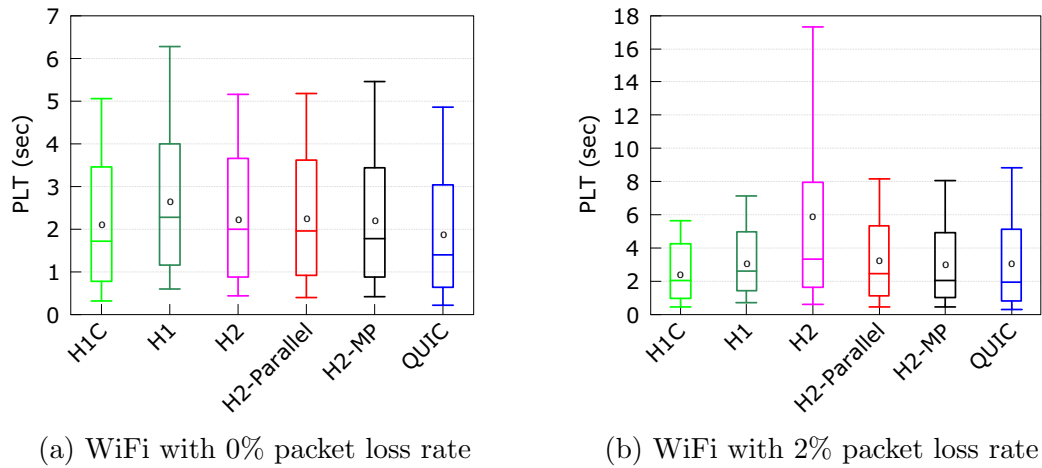 PLT (sec)
7
6
5
4
3
2
1
0
H1C
H1
H2
H2-Parallel
H2-MP
QUIC
(a) WiFi with 0% packet loss rate
PLT (sec)
18
16
14
12
10
8
6
4
2
0
H1C
H1
H2
H2-Parallel
H2-MP
QUIC
(b) WiFi with 2% packet loss rate